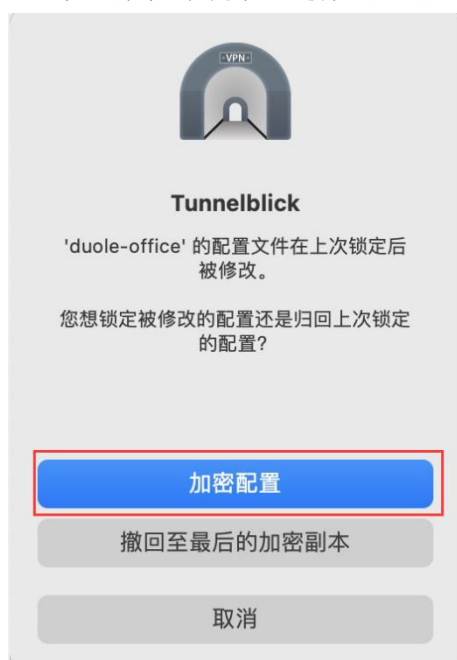 VPN
Tunnelblick
'duole-office' 的配置文件在上次锁定后
被修改。
您想锁定被修改的配置还是归回上次锁定
的配置?
加密配置
撤回至最后的加密副本
取消